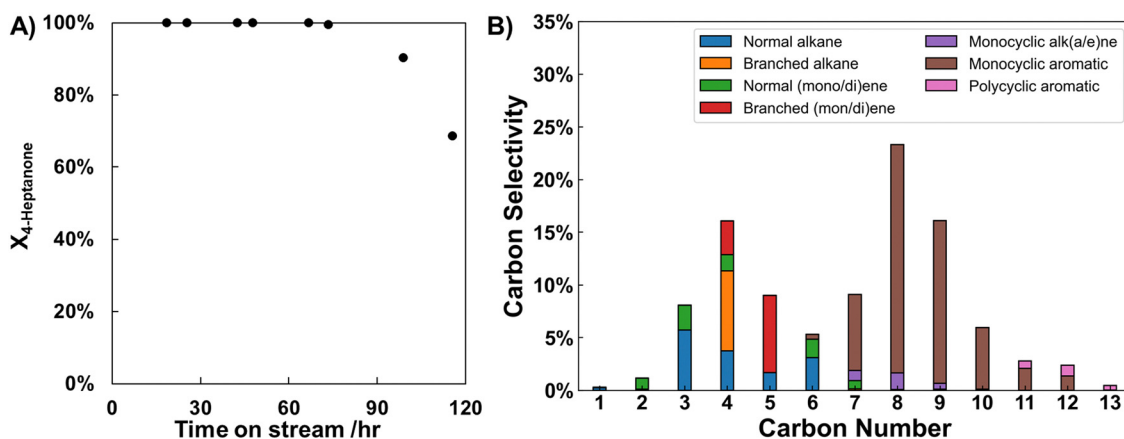 A)
100%
80%
60%
40%
20%
0%
X4-Heptanone
0 30 60 90 120
Time on stream /hr
B)
35%
30%
25%
20%
15%
10%
5%
0%
Carbon Selectivity
Normal alkane
Branched alkane
Normal (mono/di)ene
Branched (mon/di)ene
Monocyclic alk(a/e)ne
Monocyclic aromatic
Polycyclic aromatic
1 2 3 4 5 6 7 8 9 10 11 12 13
Carbon Number